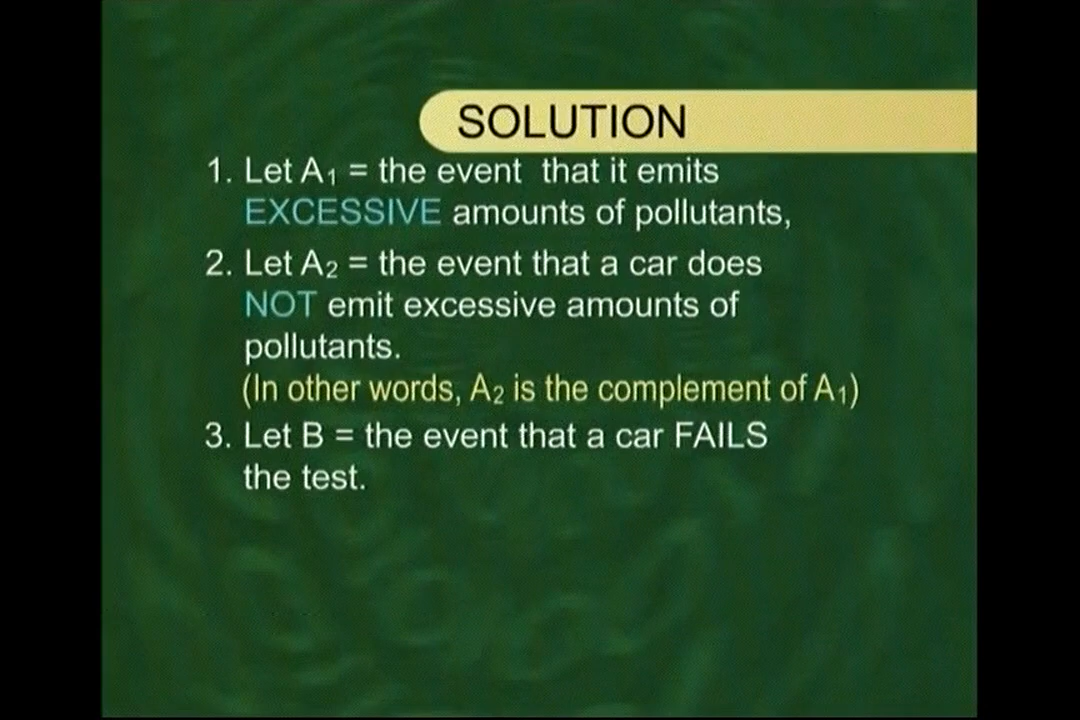 SOLUTION
1. Let A₁ = the event that it emits
EXCESSIVE amounts of pollutants,
2. Let A₂ = the event that a car does
NOT emit excessive amounts of
pollutants.
(In other words, A₂ is the complement of A₁)
3. Let B = the event that a car FAILS
the test.